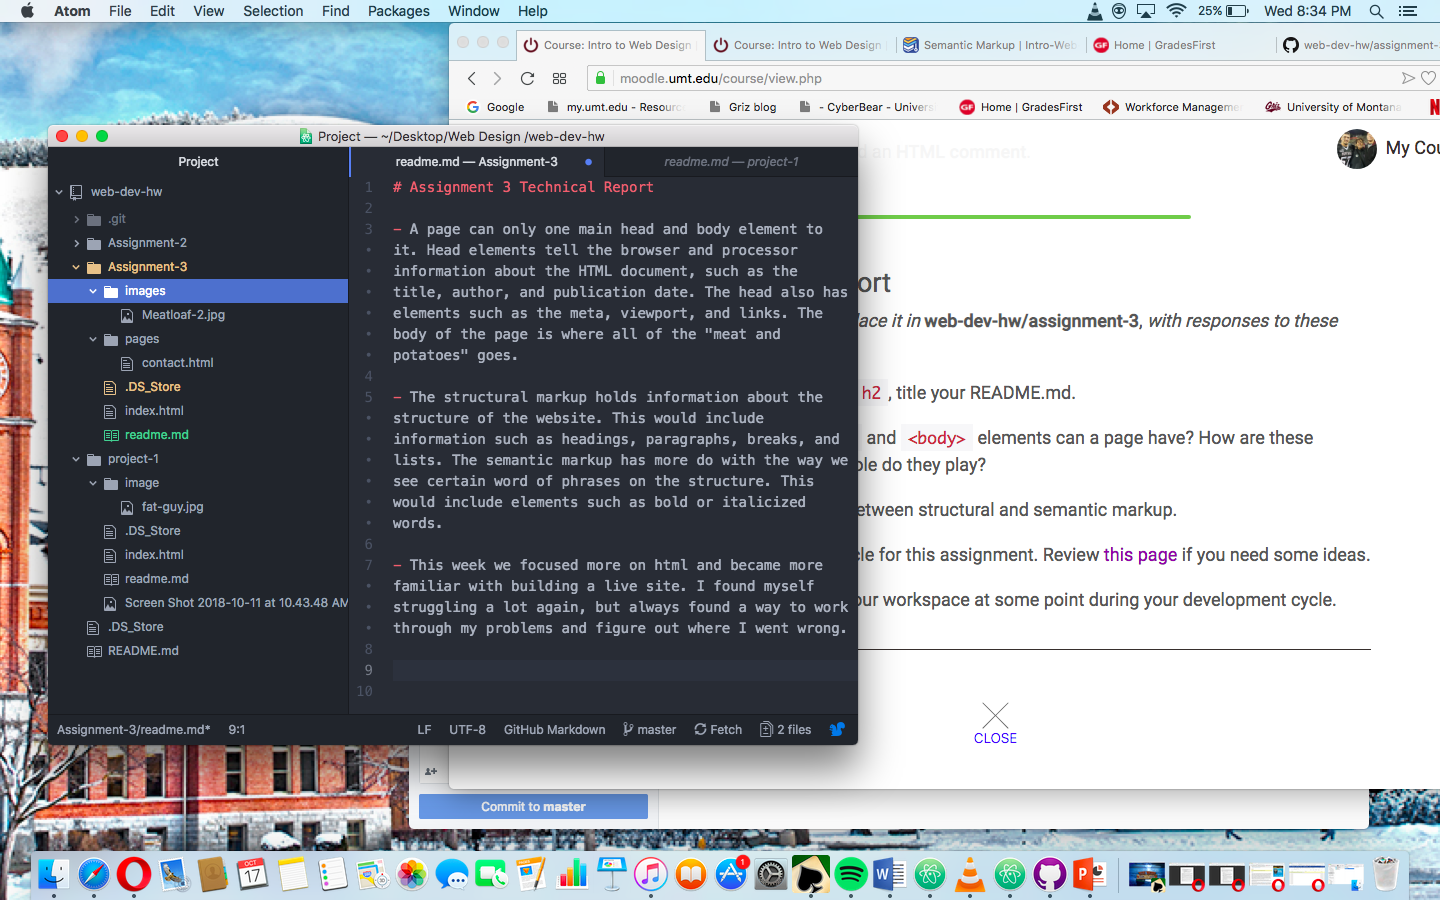 Atom File Edit View Selection Find Packages Window Help 25% Wed 8:34 PM
Course: Intro to Web Design
Course: Intro to Web Design
Semantic Markup | Intro-Web
Home | GradesFirst
web-dev-hw/assignment-
moodle.umt.edu/course/view.php
Google my.umt.edu - Resource Griz blog - CyberBear - Univers Home | GradesFirst Workforce Manageme University of Montana
Project — ~/Desktop/Web Design /web-dev-hw
d an HTML comment.
My Cou
Project
web-dev-hw
.git
Assignment-2
Assignment-3
images
Meatloaf-2.jpg
pages
contact.html
.DS_Store
index.html
readme.md
project-1
image
fat-guy.jpg
.DS_Store
index.html
readme.md
Screen Shot 2018-10-11 at 10.43.48 AM
.DS_Store
README.md
readme.md — Assignment-3
readme.md — project-1
1 # Assignment 3 Technical Report
2
3 - A page can only one main head and body element to
it. Head elements tell the browser and processor
information about the HTML document, such as the
title, author, and publication date. The head also has
elements such as the meta, viewport, and links. The
body of the page is where all of the "meat and
potatoes" goes.
4
5 - The structural markup holds information about the
structure of the website. This would include
information such as headings, paragraphs, breaks, and
lists. The semantic markup has more do with the way we
see certain word of phrases on the structure. This
would include elements such as bold or italicized
words.
6
7 - This week we focused more on html and became more
familiar with building a live site. I found myself
struggling a lot again, but always found a way to work
through my problems and figure out where I went wrong.
8
9
10
Assignment-3/readme.md* 9:1 LF UTF-8 GitHub Markdown master Fetch 2 files
ort
lace it in web-dev-hw/assignment-3, with responses to these
h2 , title your README.md.
and <body> elements can a page have? How are these
ole do they play?
etween structural and semantic markup.
cle for this assignment. Review this page if you need some ideas.
our workspace at some point during your development cycle.
CLOSE
Commit to master
OCT
17
1